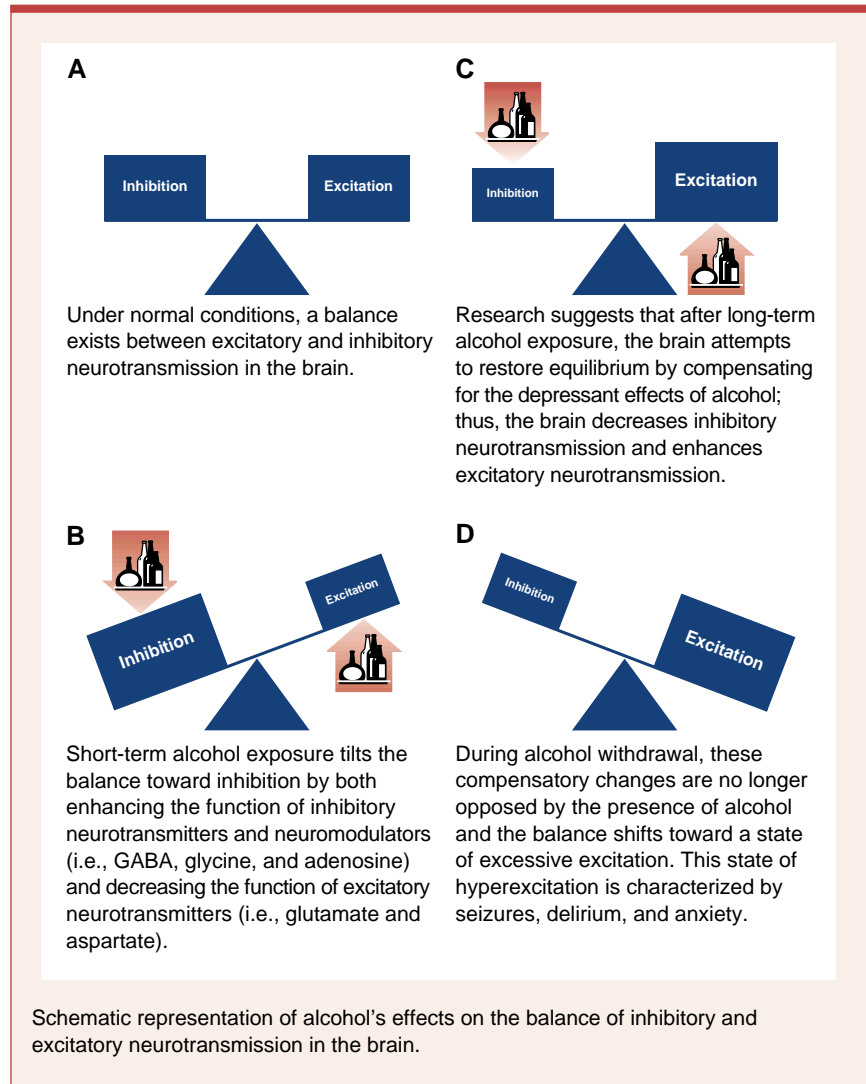 A
Inhibition
Excitation
Under normal conditions, a balance
exists between excitatory and inhibitory
neurotransmission in the brain.
B
Inhibition
Excitation
Short-term alcohol exposure tilts the
balance toward inhibition by both
enhancing the function of inhibitory
neurotransmitters and neuromodulators
(i.e., GABA, glycine, and adenosine)
and decreasing the function of excitatory
neurotransmitters (i.e., glutamate and
aspartate).
C
Inhibition
Excitation
Research suggests that after long-term
alcohol exposure, the brain attempts
to restore equilibrium by compensating
for the depressant effects of alcohol;
thus, the brain decreases inhibitory
neurotransmission and enhances
excitatory neurotransmission.
D
Inhibition
Excitation
During alcohol withdrawal, these
compensatory changes are no longer
opposed by the presence of alcohol
and the balance shifts toward a state
of excessive excitation. This state of
hyperexcitation is characterized by
seizures, delirium, and anxiety.
Schematic representation of alcohol’s effects on the balance of inhibitory and
excitatory neurotransmission in the brain.